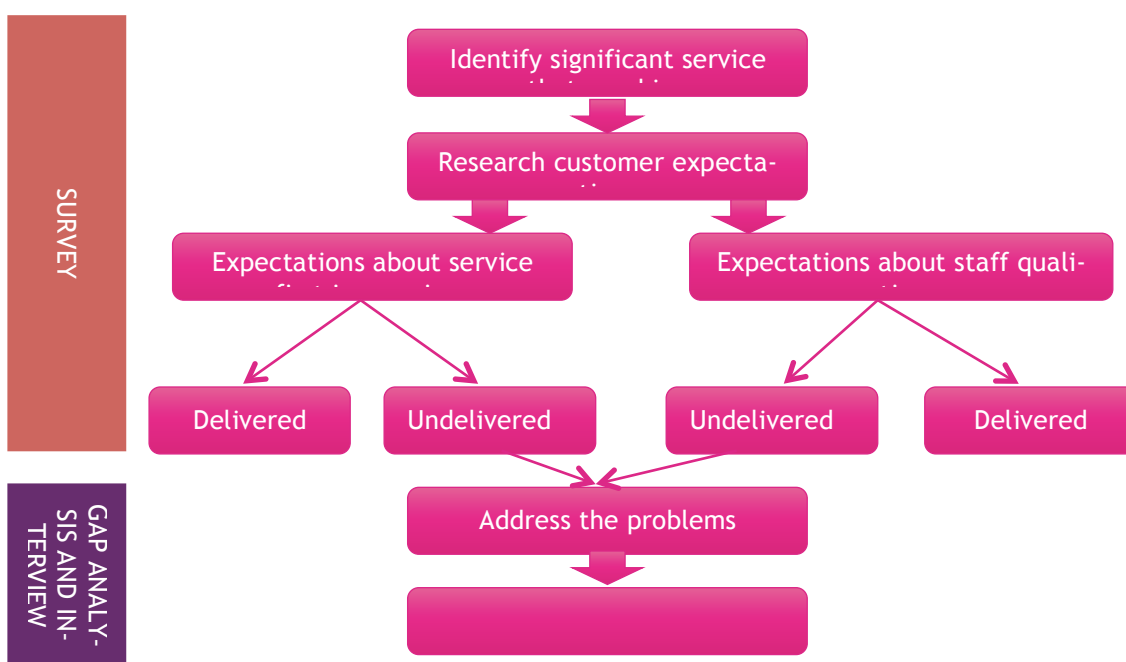 SURVEY
Identify significant service
Research customer expecta-
Expectations about service
Expectations about staff quali-
Delivered
Undelivered
Undelivered
Delivered
GAP ANALY-
SIS AND IN-
TERVIEW
Address the problems